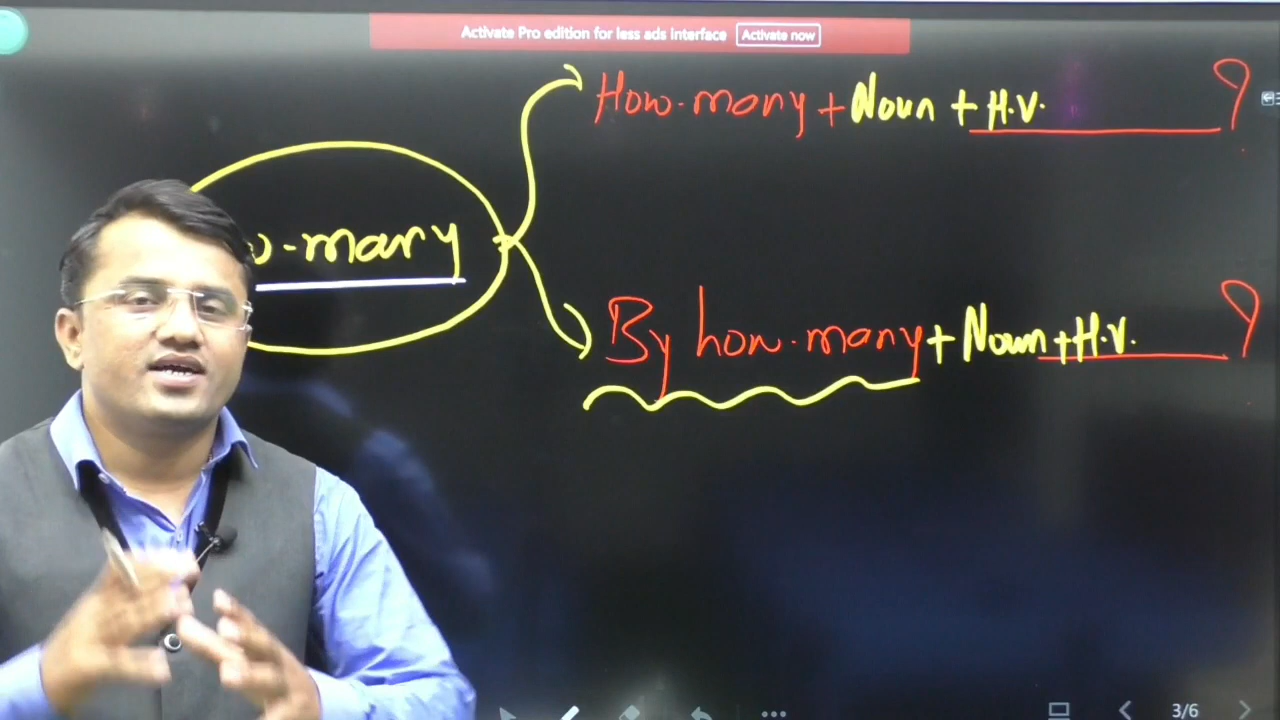 Activate Pro edition for less ads interface Activate now
How-many + Noun + H.V. ?
w-many
By how-many + Noun + H.V. ?
3/6